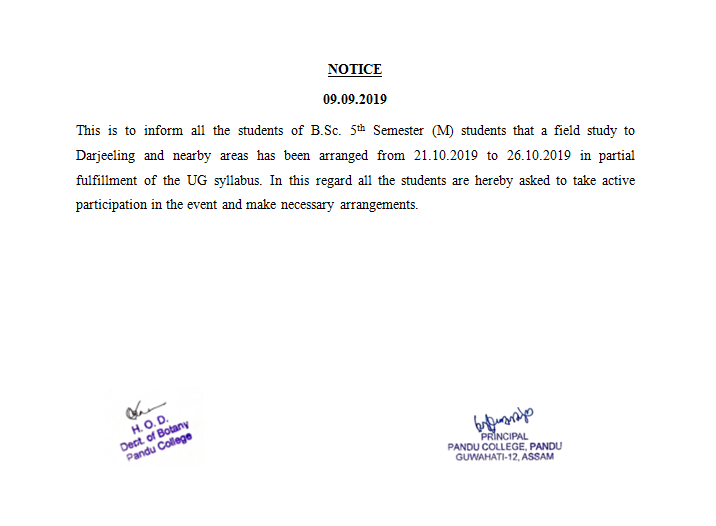 NOTICE
09.09.2019
This is to inform all the students of B.Sc. 5th Semester (M) students that a field study to
Darjeeling and nearby areas has been arranged from 21.10.2019 to 26.10.2019 in partial
fulfillment of the UG syllabus. In this regard all the students are hereby asked to take active
participation in the event and make necessary arrangements.
H. O. D.
Dept. of Botany
Pandu College
PRINCIPAL
PANDU COLLEGE, PANDU
GUWAHATI-12, ASSAM